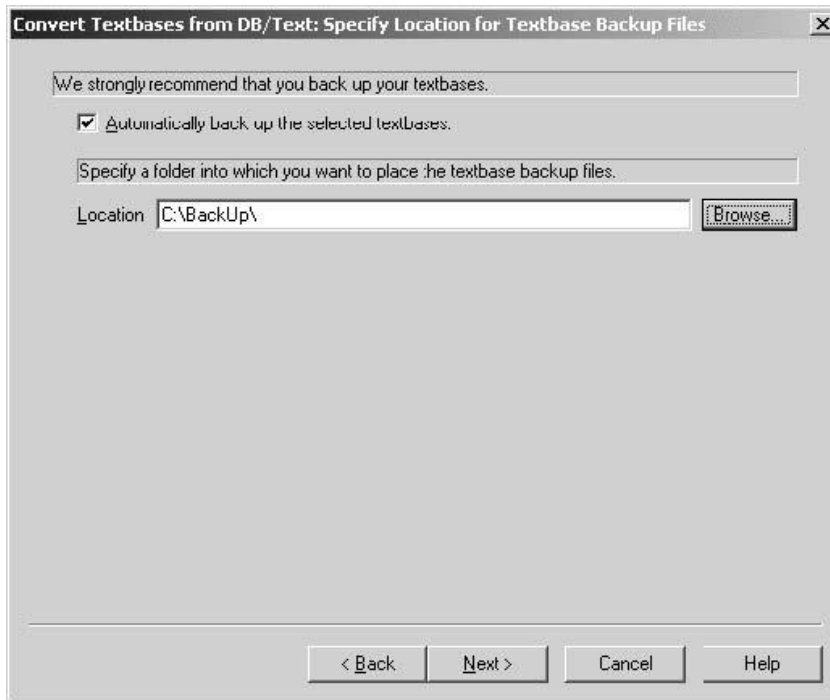 Convert Textbases from DB/Text: Specify Location for Textbase Backup Files
We strongly recommend that you back up your textbases.
Automatically back up the selected textbases.
Specify a folder into which you want to place the textbase backup files.
Location C:\BackUp\ Browse...
< Back Next > Cancel Help